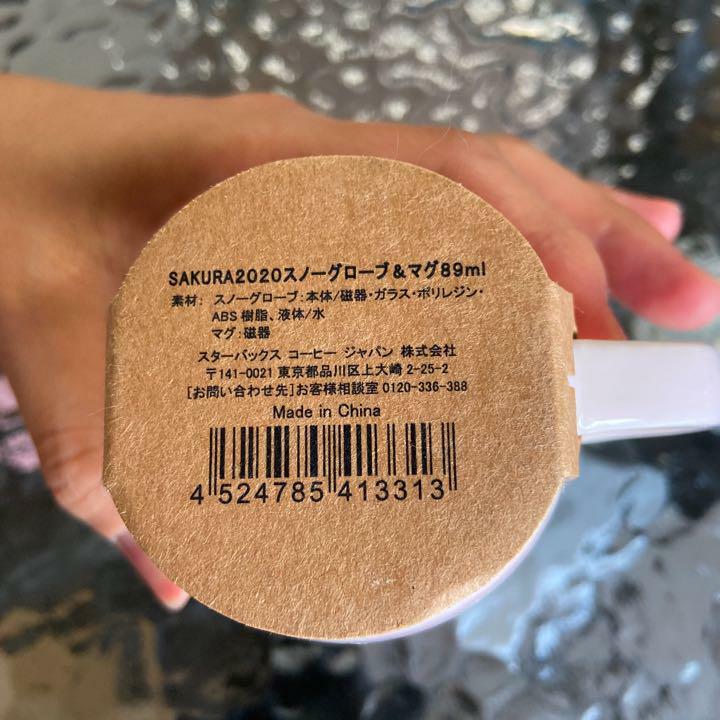 SAKURA2020スノーグローブ&マグ89ml
素材: スノーグローブ:本体/磁器・ガラス・ポリレジン・
ABS樹脂、液体/水
マグ:磁器
スターバックス コーヒー ジャパン 株式会社
〒141-0021 東京都品川区上大崎 2-25-2
[お問い合わせ先]お客様相談室 0120-336-388
Made in China
4 524785 413313